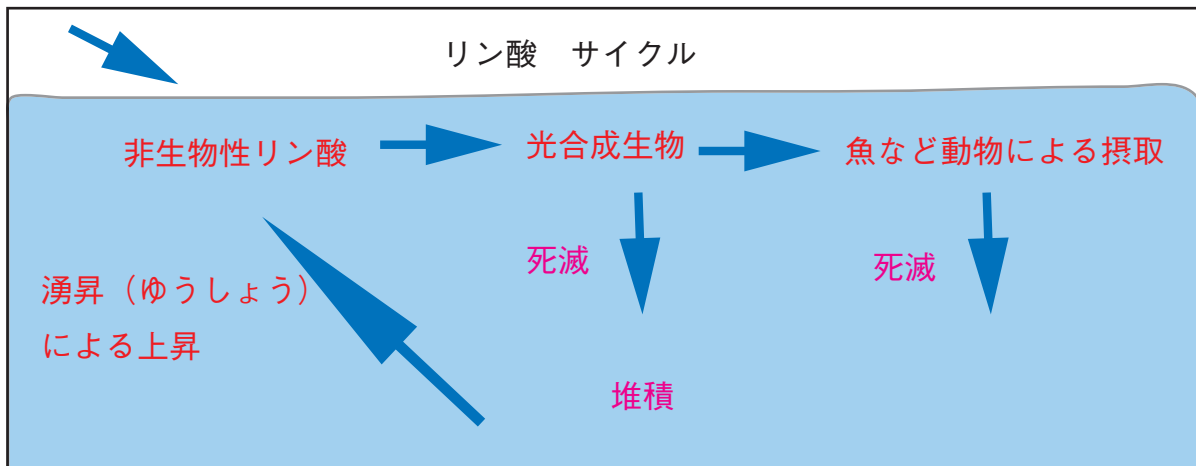 リン酸　サイクル
非生物性リン酸
光合成生物
魚など動物による摂取
死滅
死滅
湧昇（ゆうしょう）
による上昇
堆積